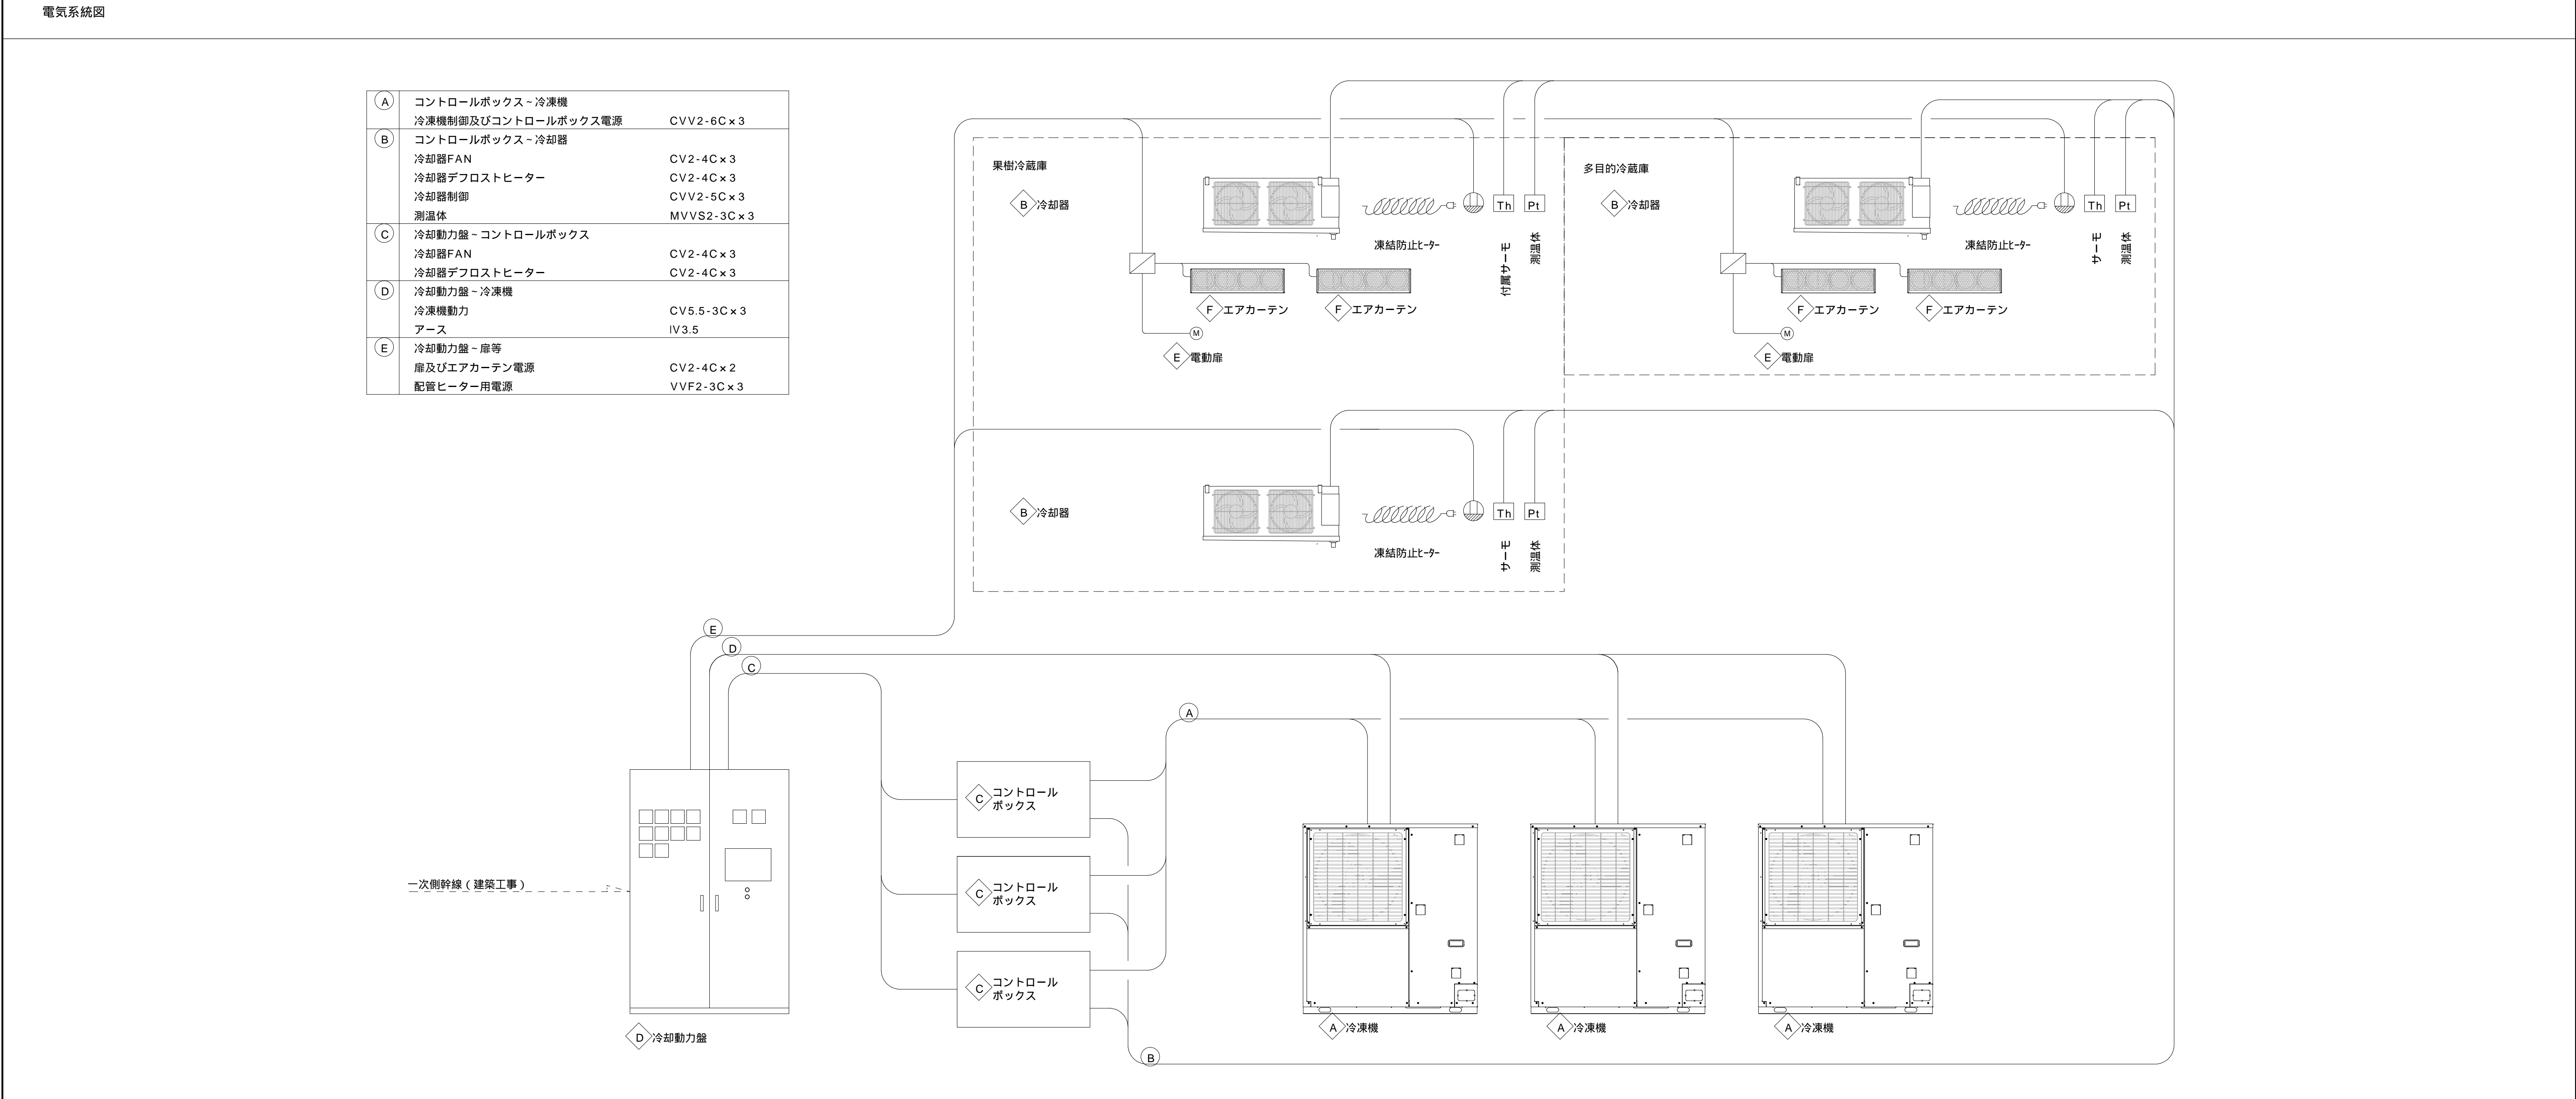 電気系統図
A コントロールボックス~冷凍機
冷凍機制御及びコントロールボックス電源 CVV2-6C×3
B コントロールボックス~冷却器
冷却器FAN CV2-4C×3
冷却器デフロストヒーター CV2-4C×3
冷却器制御 CVV2-5C×3
測温体 MVVS2-3C×3
C 冷却動力盤~コントロールボックス
冷却器FAN CV2-4C×3
冷却器デフロストヒーター CV2-4C×3
D 冷却動力盤~冷凍機
冷凍機動力 CV5.5-3C×3
アース IV3.5
E 冷却動力盤~扉等
扉及びエアカーテン電源 CV2-4C×2
配管ヒーター用電源 VVF2-3C×3
果樹冷蔵庫
B 冷却器
Th
Pt
凍結防止ヒーター
付属サーモ
測温体
F エアカーテン
F エアカーテン
M
E 電動扉
多目的冷蔵庫
B 冷却器
Th
Pt
凍結防止ヒーター
サーモ
測温体
F エアカーテン
F エアカーテン
M
E 電動扉
B 冷却器
Th
Pt
凍結防止ヒーター
サーモ
測温体
E
D
C
A
C コントロール
ボックス
C コントロール
ボックス
C コントロール
ボックス
一次側幹線(建築工事)
D 冷却動力盤
A 冷凍機
A 冷凍機
A 冷凍機
B